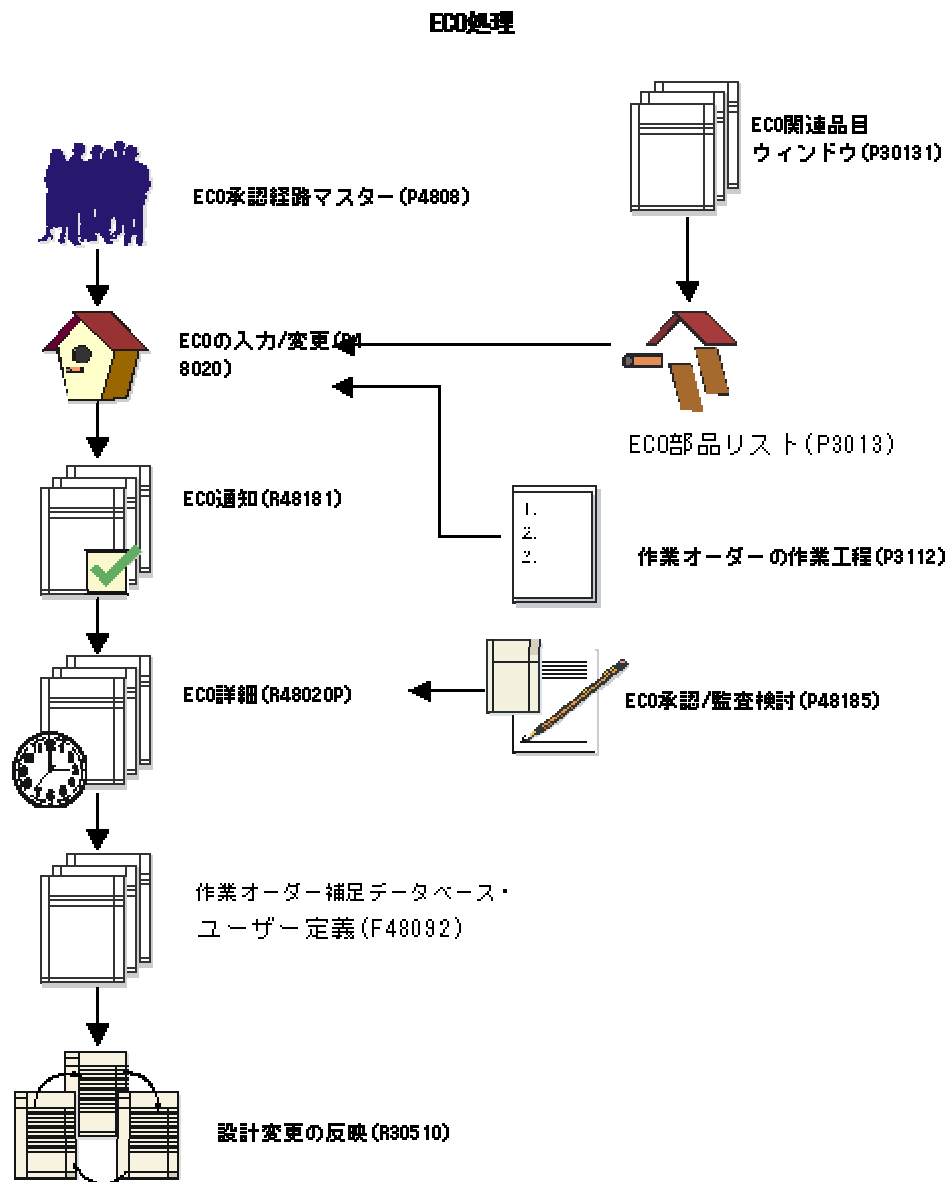 ECO処理
ECO関連品目
ウィンドウ(P30131)
ECO承認経路マスター(P4808)
ECOの入力/変更(P4
8020)
ECO部品リスト(P3013)
ECO通知(R48181)
1.
2.
2.
作業オーダーの作業工程(P3112)
ECO詳細(R48020P)
ECO承認/監査検討(P48185)
作業オーダー補足データベース・
ユーザー定義(F48092)
設計変更の反映(R30510)